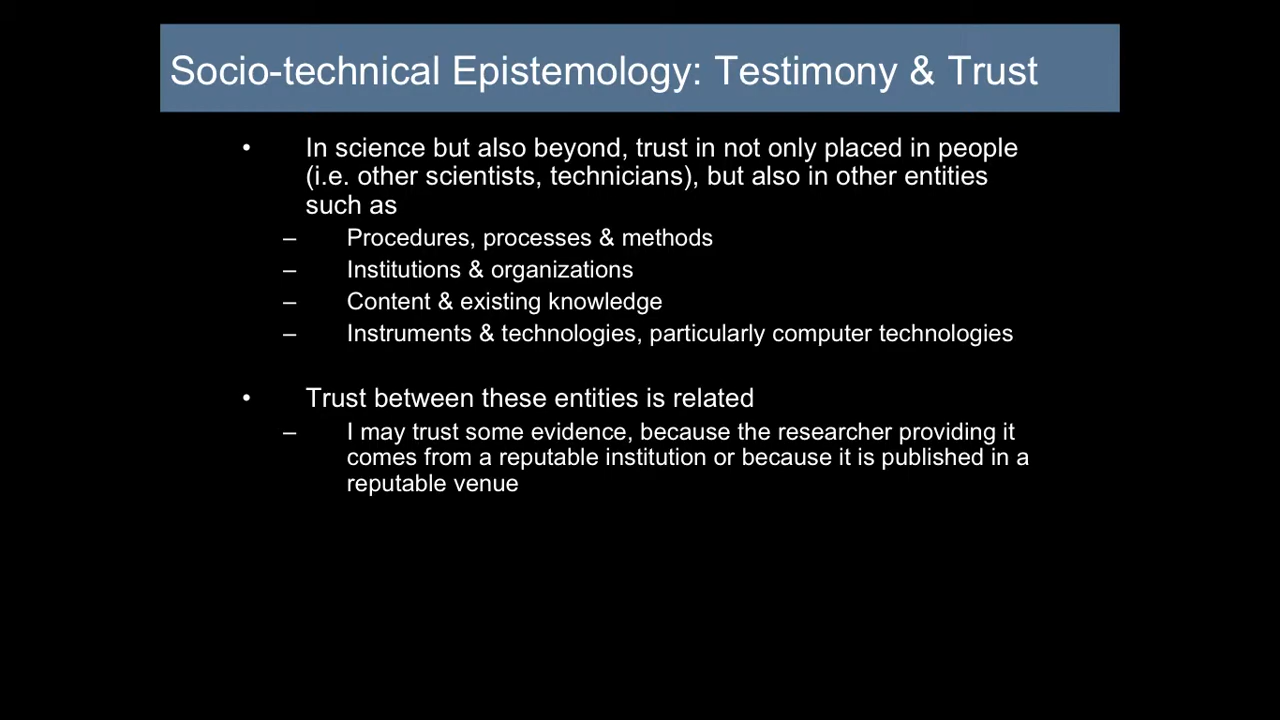 Socio-technical Epistemology: Testimony & Trust
• In science but also beyond, trust in not only placed in people
(i.e. other scientists, technicians), but also in other entities
such as
– Procedures, processes & methods
– Institutions & organizations
– Content & existing knowledge
– Instruments & technologies, particularly computer technologies
• Trust between these entities is related
– I may trust some evidence, because the researcher providing it
comes from a reputable institution or because it is published in a
reputable venue